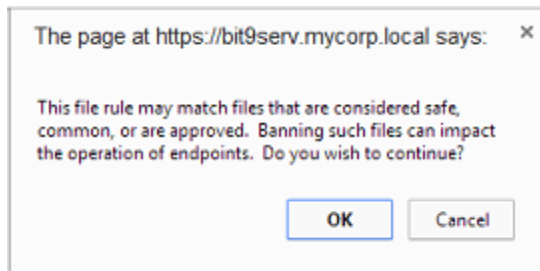 The page at https://bit9serv.mycorp.local says:
This file rule may match files that are considered safe,
common, or are approved. Banning such files can impact
the operation of endpoints. Do you wish to continue?
OK Cancel